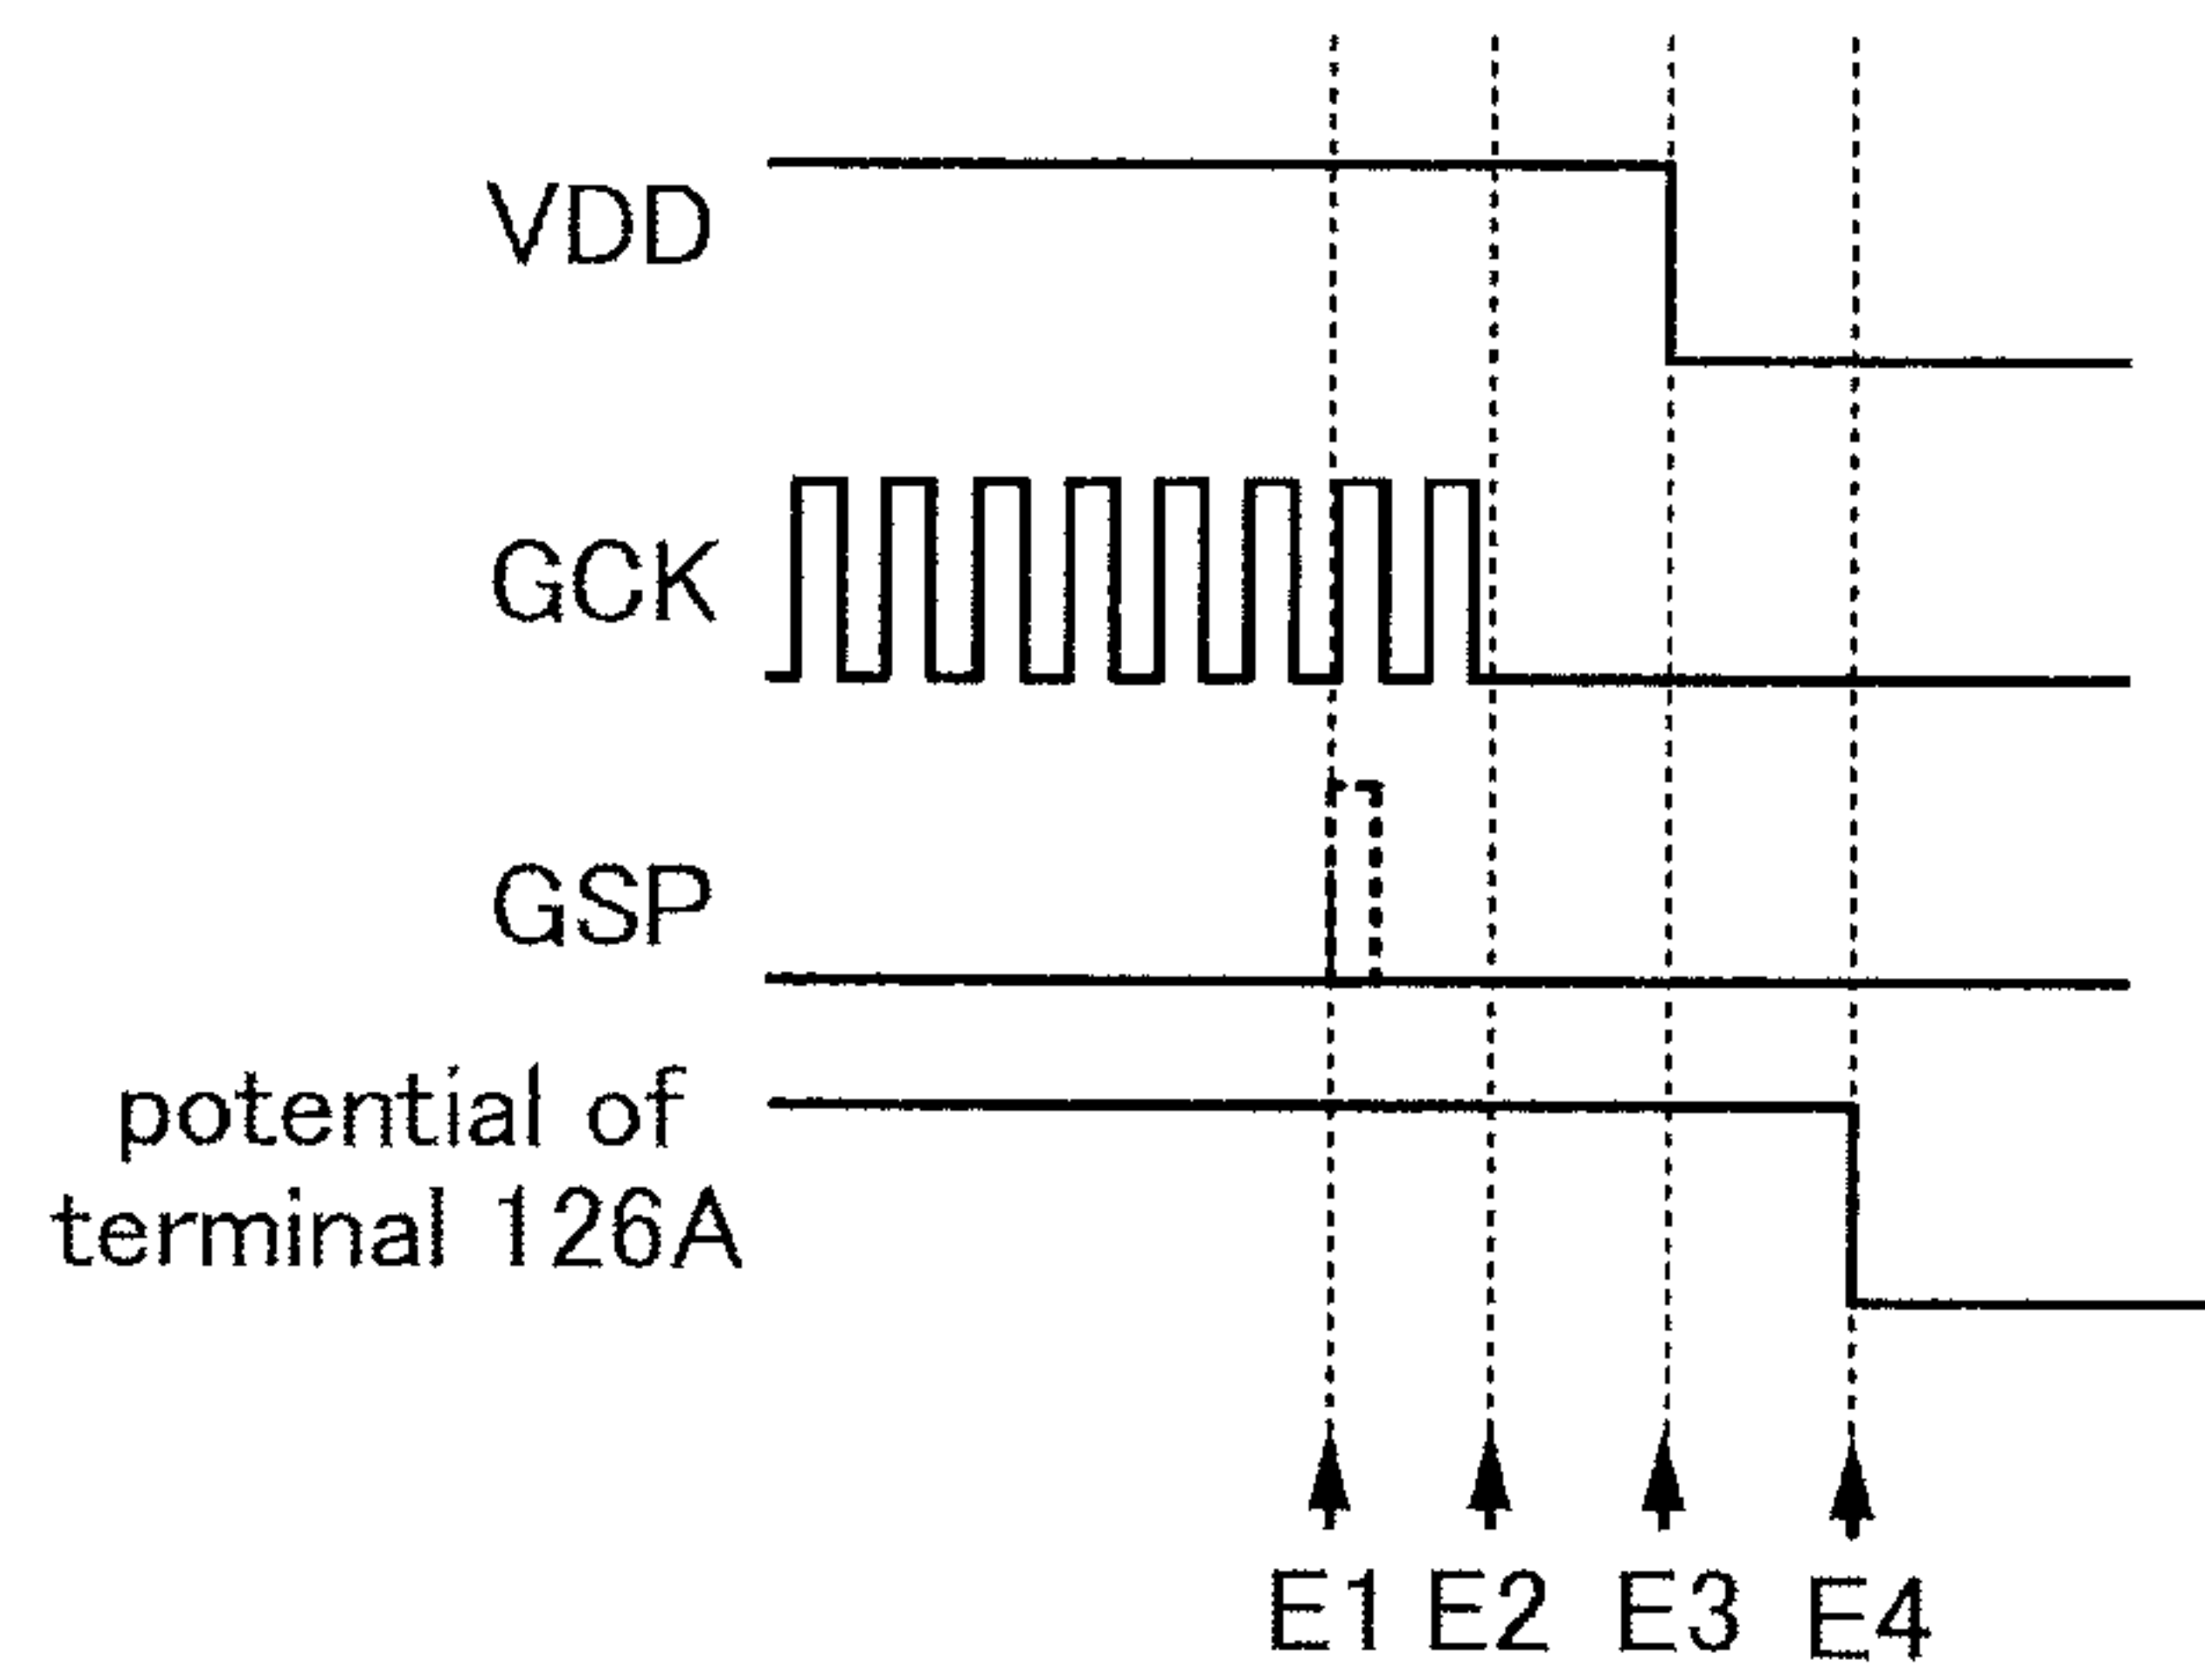 VDD
GCK
GSP
potential of
terminal 126A
E1 E2 E3 E4